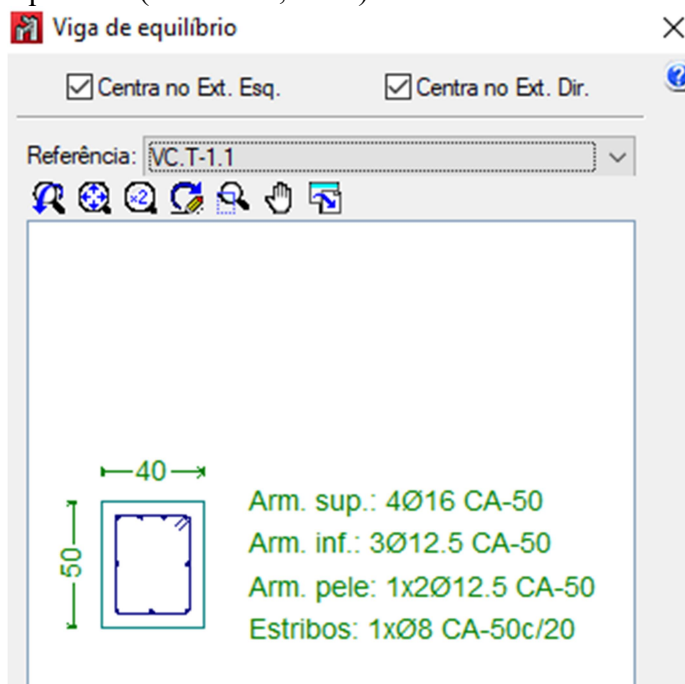 Viga de equilíbrio
Centra no Ext. Esq.
Centra no Ext. Dir.
Referência: VC.T-1.1
x2
40
50
Arm. sup.: 4Ø16 CA-50
Arm. inf.: 3Ø12.5 CA-50
Arm. pele: 1x2Ø12.5 CA-50
Estribos: 1xØ8 CA-50c/20